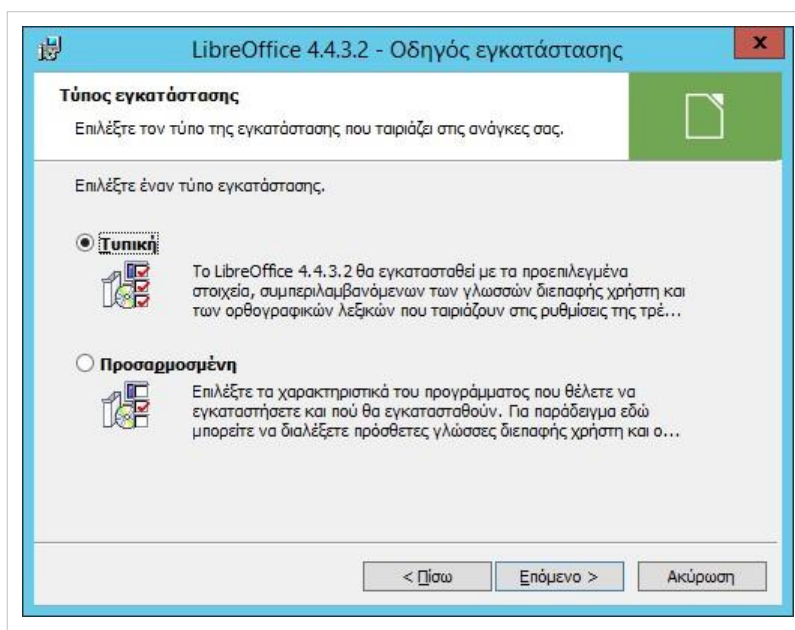 LibreOffice 4.4.3.2 - Οδηγός εγκατάστασης
x
Τύπος εγκατάστασης
Επιλέξτε τον τύπο της εγκατάστασης που ταιριάζει στις ανάγκες σας.
Επιλέξτε έναν τύπο εγκατάστασης.
Τυπική
Το LibreOffice 4.4.3.2 θα εγκατασταθεί με τα προεπιλεγμένα
στοιχεία, συμπεριλαμβανόμενων των γλωσσών διεπαφής χρήστη και
των ορθογραφικών λεξικών που ταιριάζουν στις ρυθμίσεις της τρέ...
Προσαρμοσμένη
Επιλέξτε τα χαρακτηριστικά του προγράμματος που θέλετε να
εγκαταστήσετε και πού θα εγκατασταθούν. Για παράδειγμα εδώ
μπορείτε να διαλέξετε πρόσθετες γλώσσες διεπαφής χρήστη και ο...
< Πίσω
Επόμενο >
Ακύρωση